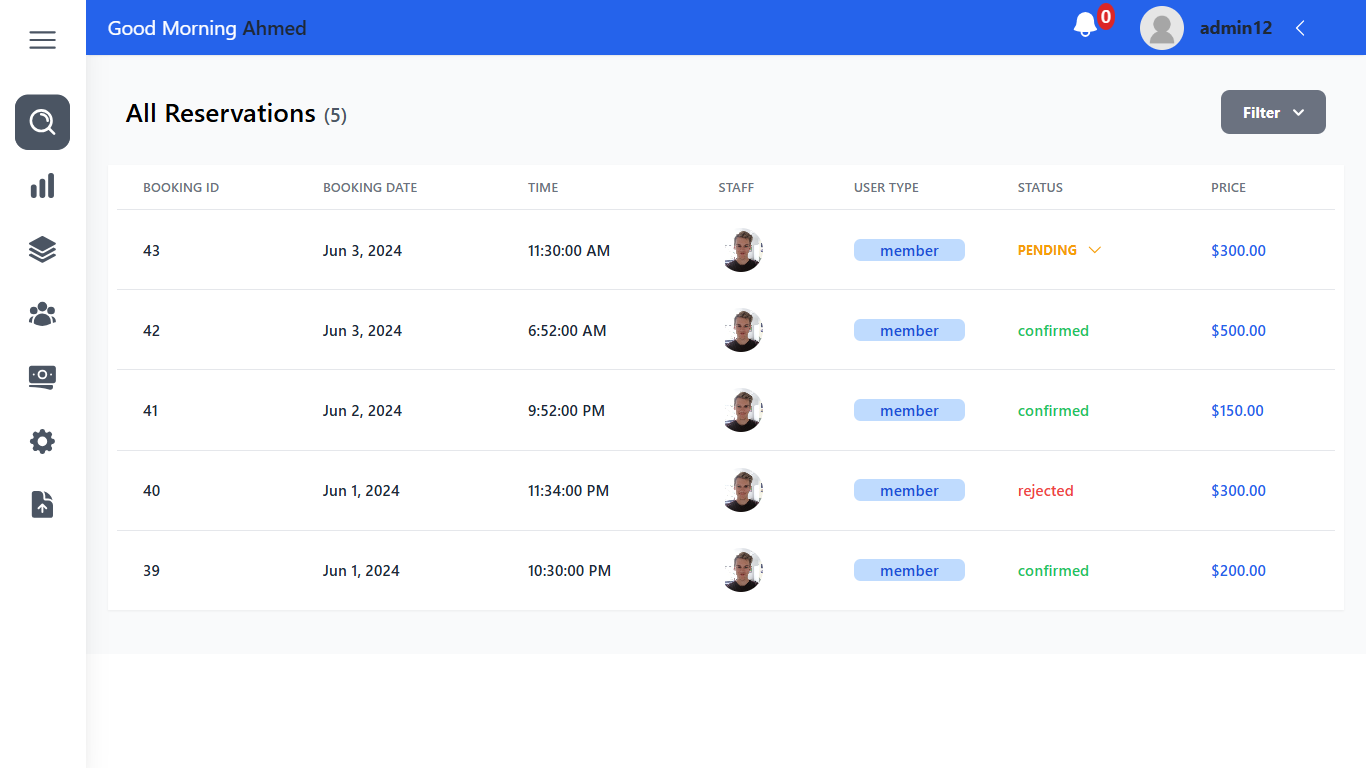 Good Morning Ahmed
0
admin12
All Reservations (5)
Filter
BOOKING ID BOOKING DATE TIME STAFF USER TYPE STATUS PRICE
43 Jun 3, 2024 11:30:00 AM member PENDING $300.00
42 Jun 3, 2024 6:52:00 AM member confirmed $500.00
41 Jun 2, 2024 9:52:00 PM member confirmed $150.00
40 Jun 1, 2024 11:34:00 PM member rejected $300.00
39 Jun 1, 2024 10:30:00 PM member confirmed $200.00